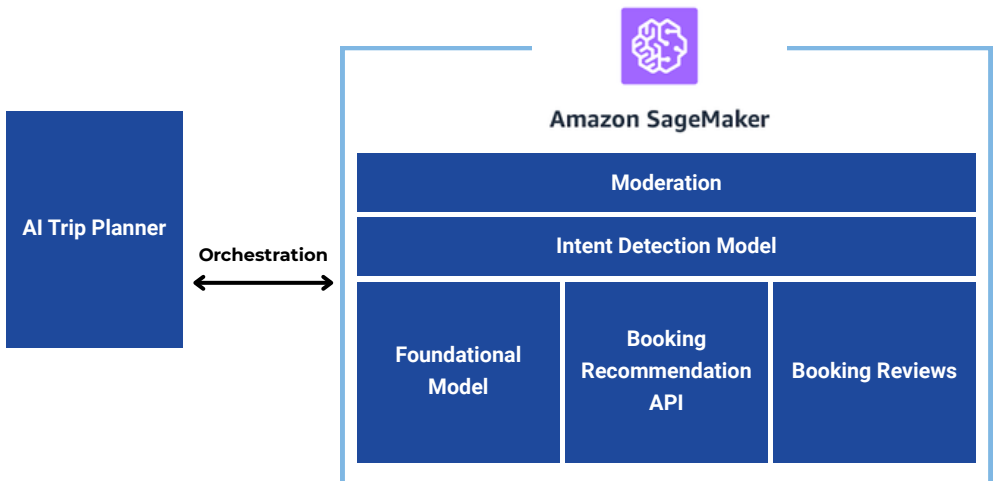 Amazon SageMaker
Moderation
AI Trip Planner
Intent Detection Model
Orchestration
Foundational
Model
Booking
Recommendation
API
Booking Reviews